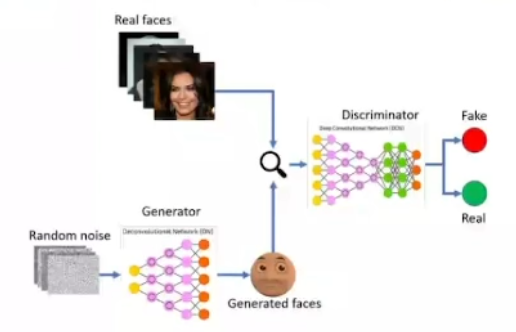 Real faces
Discriminator
Deep Convolutional Network (DCN)
Fake
Real
Generator
Deconvolutional Network (DN)
Random noise
Generated faces